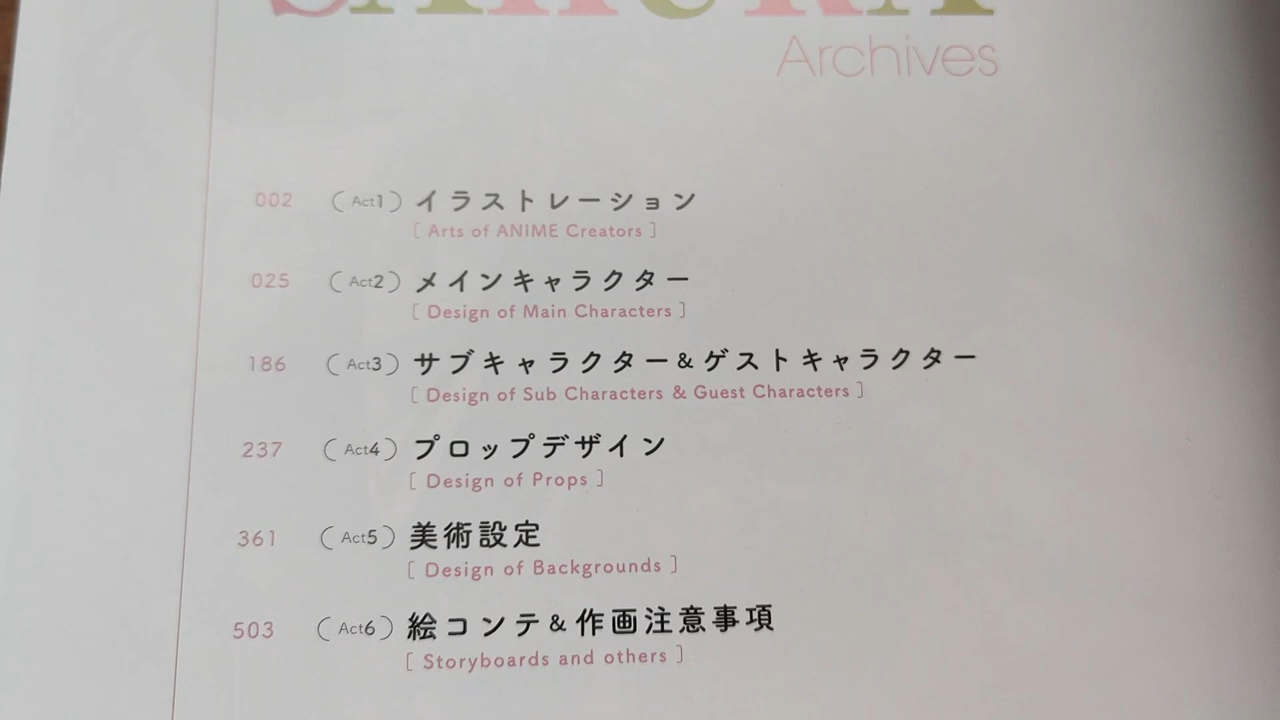 Archives
002 (Act1) イラストレーション
[ Arts of ANIME Creators ]
025 (Act2) メインキャラクター
[ Design of Main Characters ]
186 (Act3) サブキャラクター&ゲストキャラクター
[ Design of Sub Characters & Guest Characters ]
237 (Act4) プロップデザイン
[ Design of Props ]
361 (Act5) 美術設定
[ Design of Backgrounds ]
503 (Act6) 絵コンテ&作画注意事項
[ Storyboards and others ]